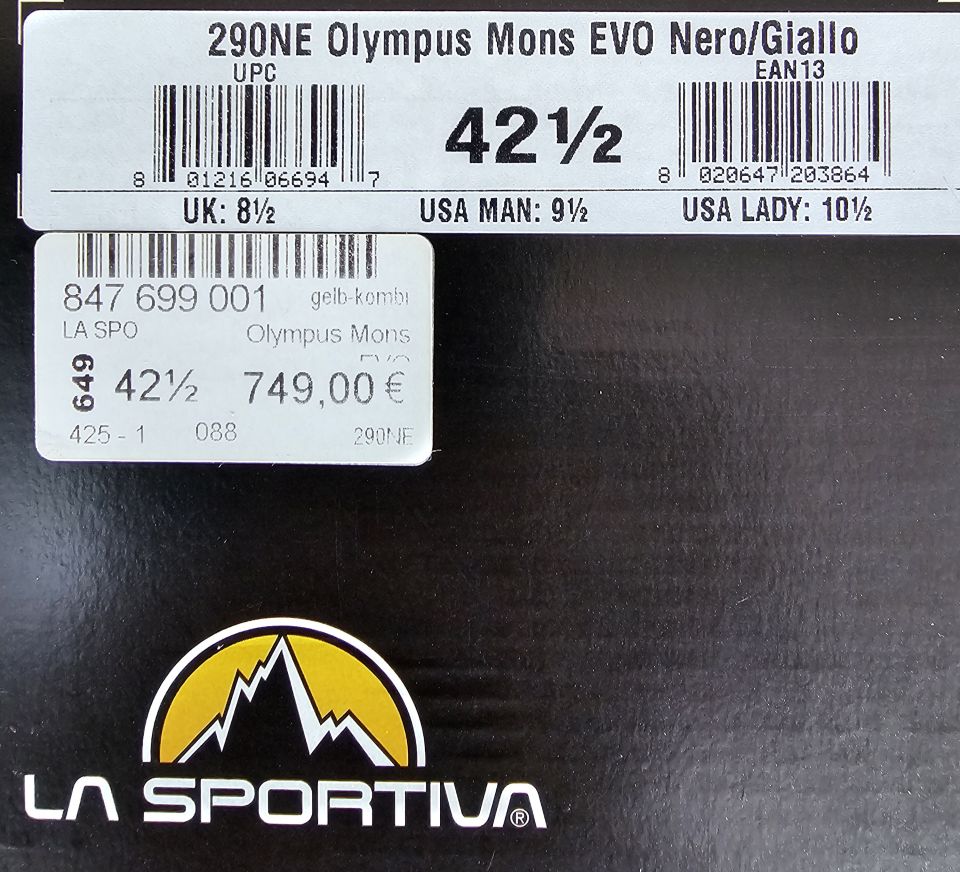 290NE Olympus Mons EVO Nero/Giallo
UPC
EAN13
42½
8 01216 06694 7
8 020647 203864
UK: 8½
USA MAN: 9½
USA LADY: 10½
847 699 001
gelb-kombi
LA SPO
Olympus Mons
EVO
649
42½
749,00 €
425 - 1
088
290NE
LA SPORTIVA®